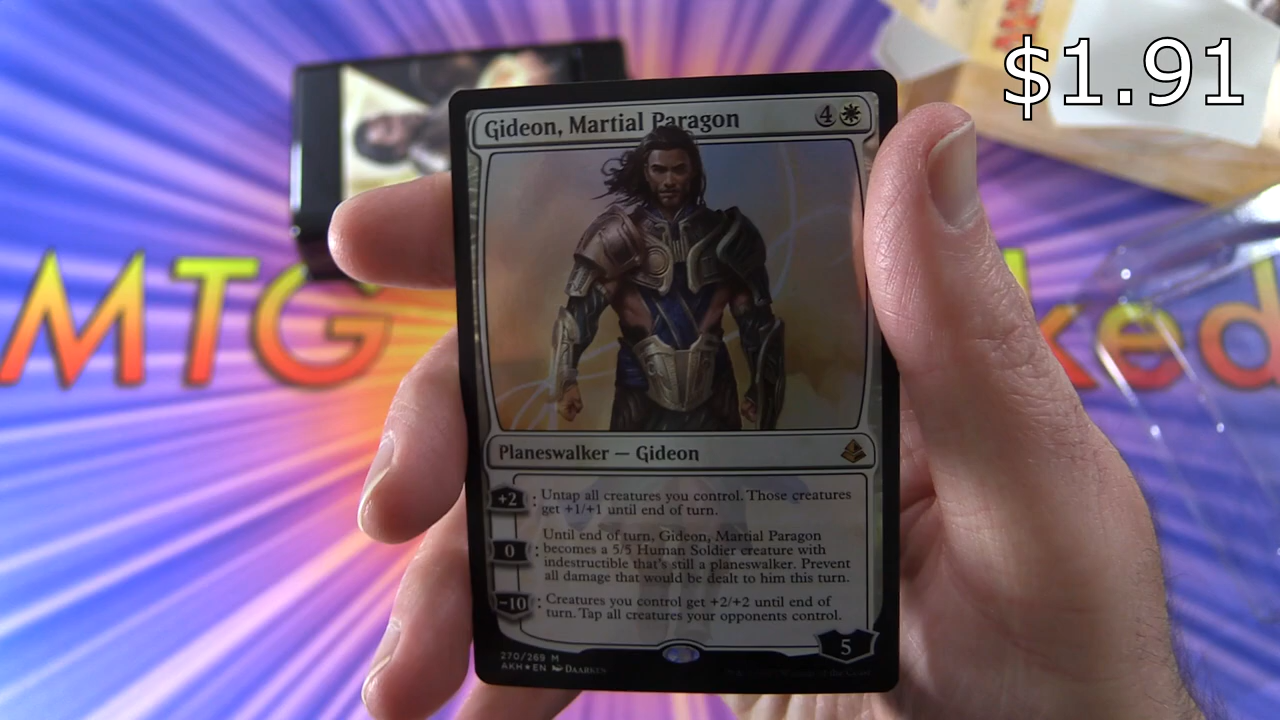 $1.91
Gideon, Martial Paragon 4
MTG ked
Planeswalker — Gideon
+2 : Untap all creatures you control. Those creatures
get +1/+1 until end of turn.
Until end of turn, Gideon, Martial Paragon
0 : becomes a 5/5 Human Soldier creature with
indestructible that's still a planeswalker. Prevent
all damage that would be dealt to him this turn.
-10 : Creatures you control get +2/+2 until end of
turn. Tap all creatures your opponents control.
5
270/269 M
AKH★EN DAARKEN